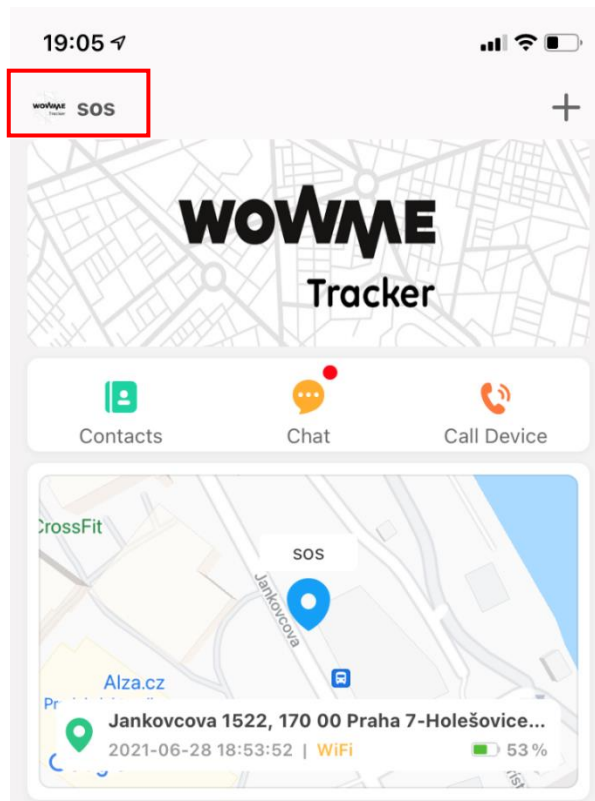 19:05
WOWME
Tracker
sos
+
WOWME
Tracker
Contacts
Chat
Call Device
CrossFit
sos
Jankovcova
Alza.cz
Jankovcova 1522, 170 00 Praha 7-Holešovice...
2021-06-28 18:53:52 | WiFi
53 %